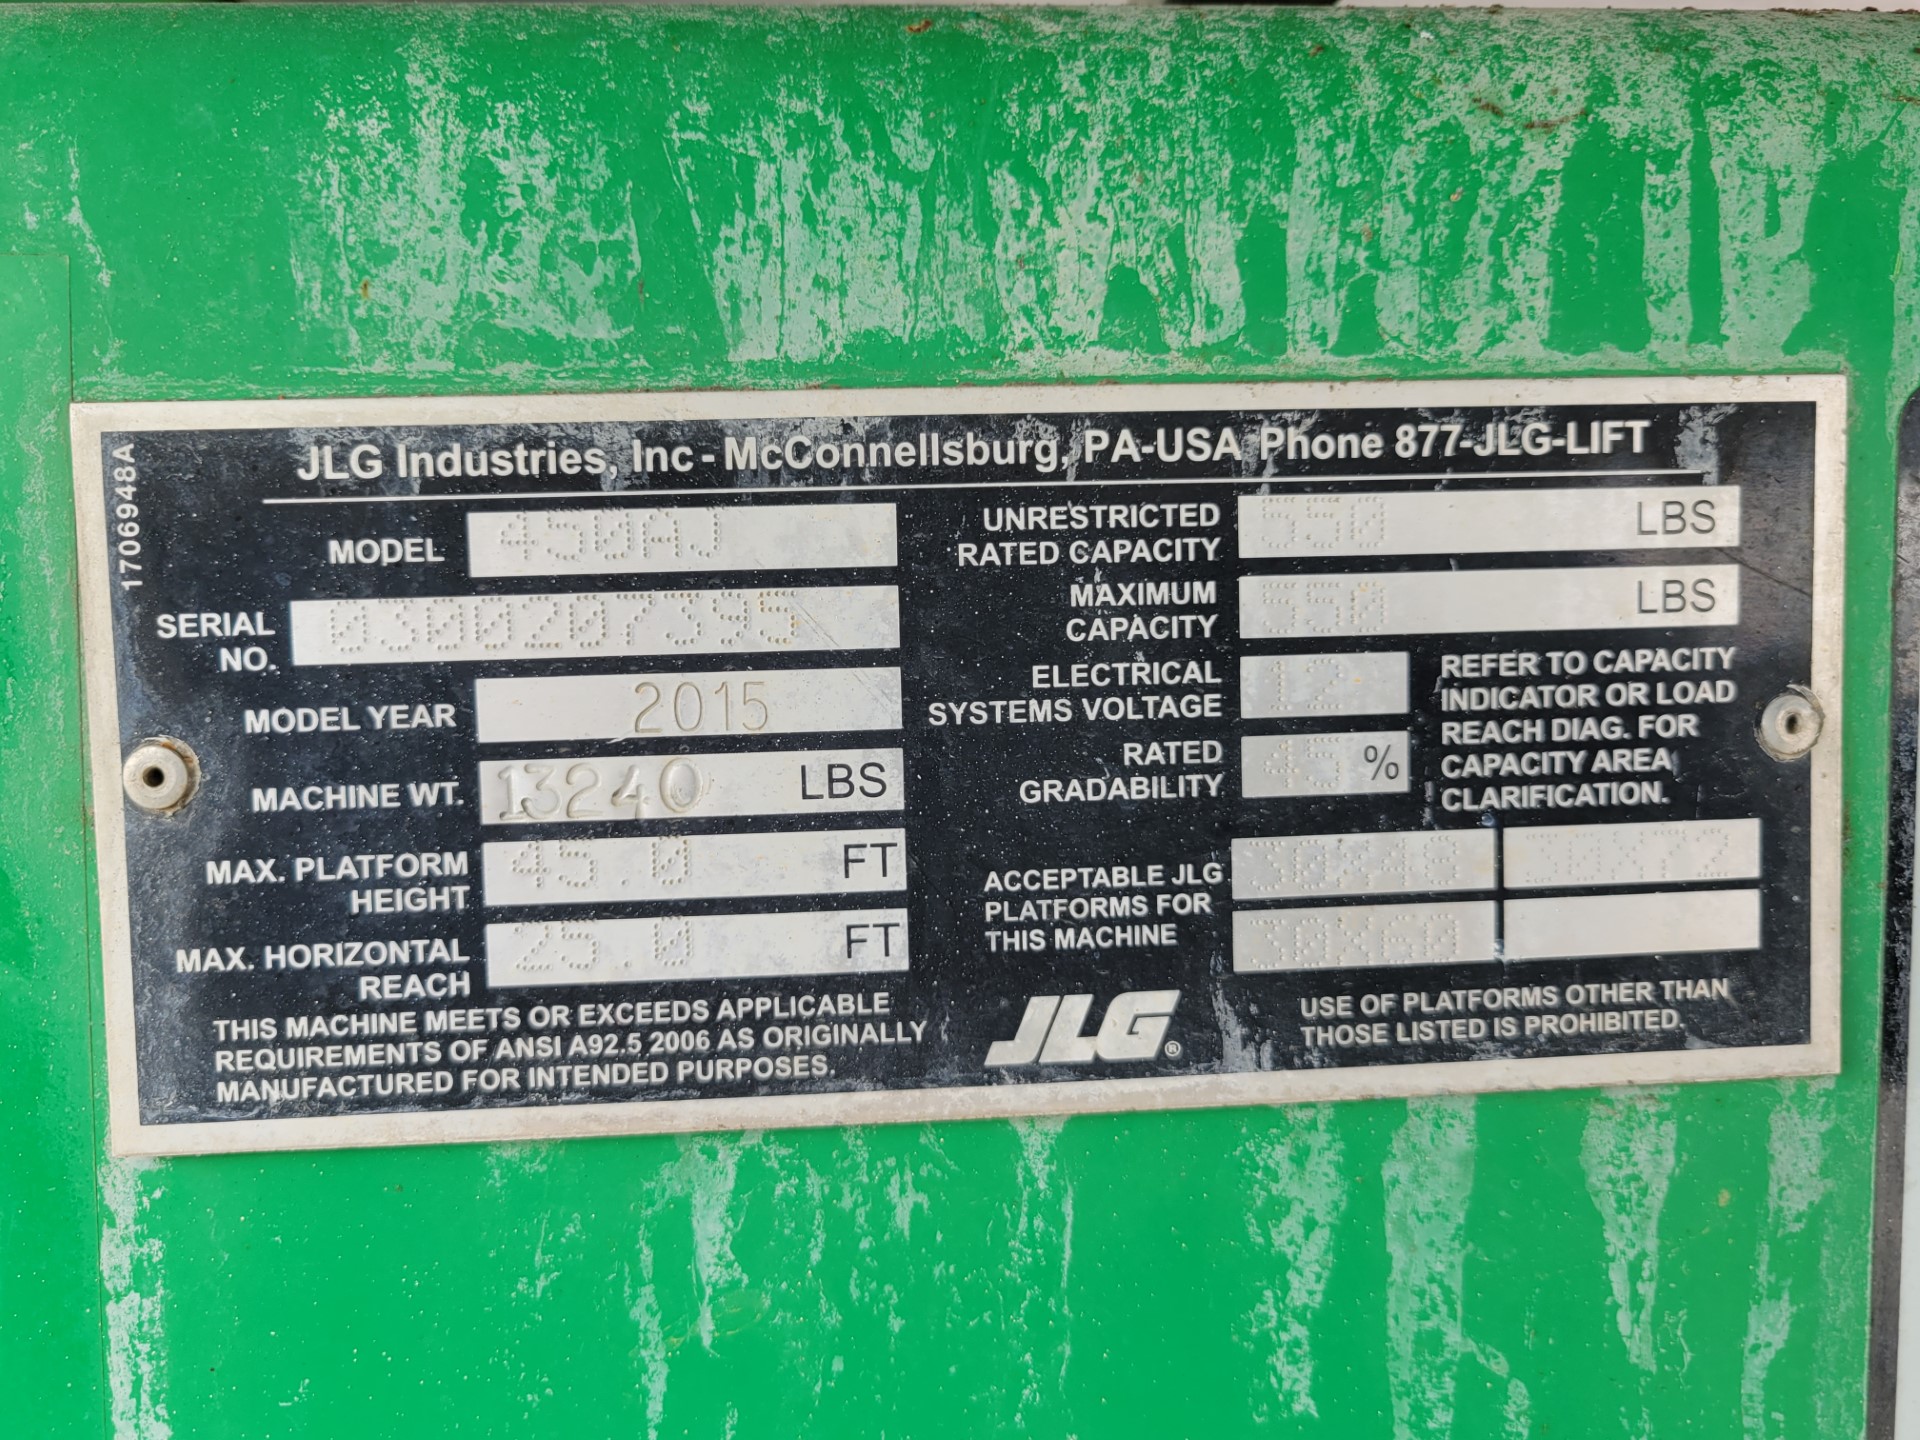 17069948A
JLG Industries, Inc - McConnellsburg, PA-USA Phone 877-JLG-LIFT
MODEL 450AJ
SERIAL NO. 0300207395
MODEL YEAR 2015
MACHINE WT. 13240 LBS
MAX. PLATFORM HEIGHT 45.0 FT
MAX. HORIZONTAL REACH 25.0 FT
THIS MACHINE MEETS OR EXCEEDS APPLICABLE
REQUIREMENTS OF ANSI A92.5 2006 AS ORIGINALLY
MANUFACTURED FOR INTENDED PURPOSES.
UNRESTRICTED
RATED CAPACITY 550 LBS
MAXIMUM
CAPACITY 550 LBS
ELECTRICAL
SYSTEMS VOLTAGE 12
RATED
GRADABILITY 45 %
REFER TO CAPACITY
INDICATOR OR LOAD
REACH DIAG. FOR
CAPACITY AREA
CLARIFICATION.
ACCEPTABLE JLG
PLATFORMS FOR
THIS MACHINE
30X48 30X72
30X60
JLG®
USE OF PLATFORMS OTHER THAN
THOSE LISTED IS PROHIBITED.